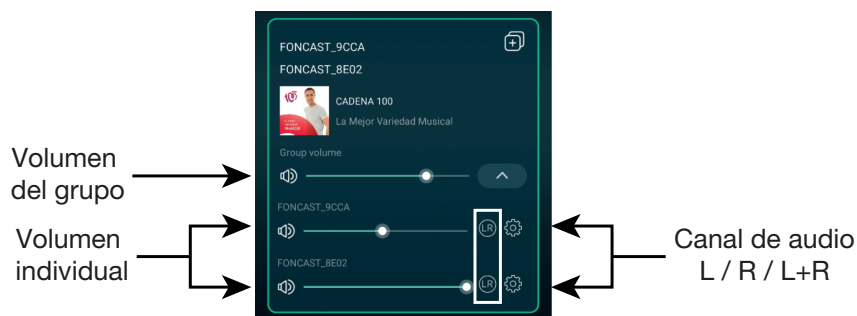 FONCAST_9CCA
FONCAST_8E02
CADENA 100
La Mejor Variedad Musical
Volumen
del grupo
Group volume
FONCAST_9CCA
Volumen
individual
LR
Canal de audio
L / R / L+R
FONCAST_8E02
LR